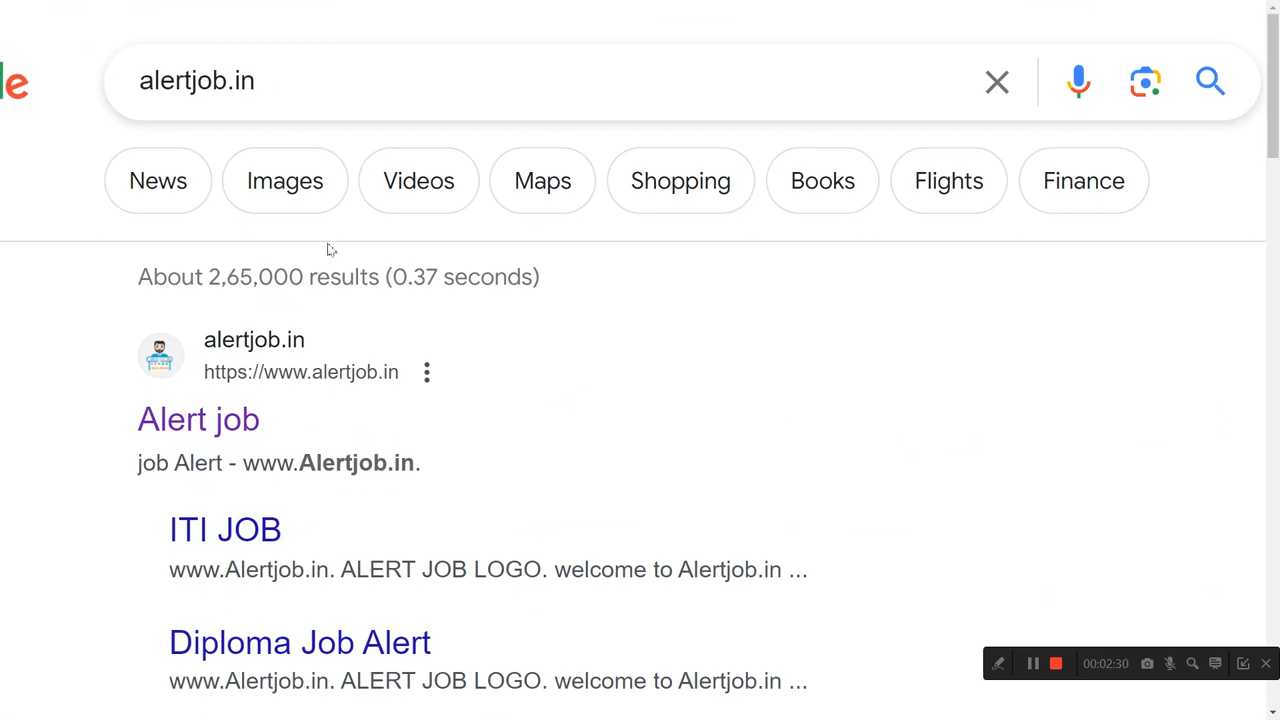 e
alertjob.in
News Images Videos Maps Shopping Books Flights Finance
About 2,65,000 results (0.37 seconds)
alertjob.in
https://www.alertjob.in
Alert job
job Alert - www.Alertjob.in.
ITI JOB
www.Alertjob.in. ALERT JOB LOGO. welcome to Alertjob.in ...
Diploma Job Alert
www.Alertjob.in. ALERT JOB LOGO. welcome to Alertjob.in ...
00:02:30